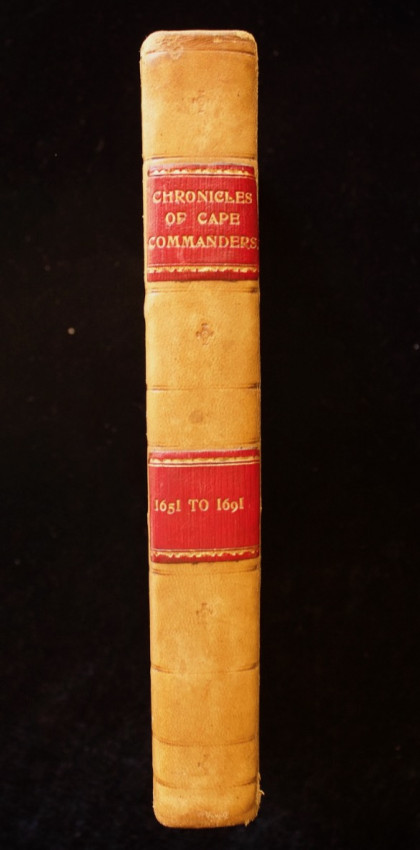 CHRONICLES
OF CAPE
COMMANDERS.
1651 TO 1691